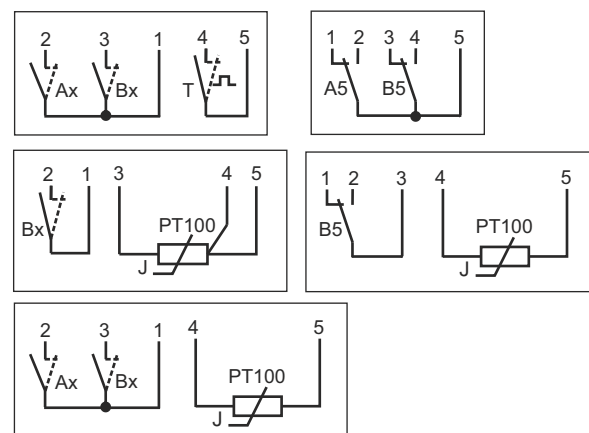 2 3 1 4 5
Ax Bx T
1 2 3 4 5
A5 B5
2 1 3 4 5
Bx PT100
J
1 2 3 4 5
B5 PT100
J
2 3 1 4 5
Ax Bx PT100
J